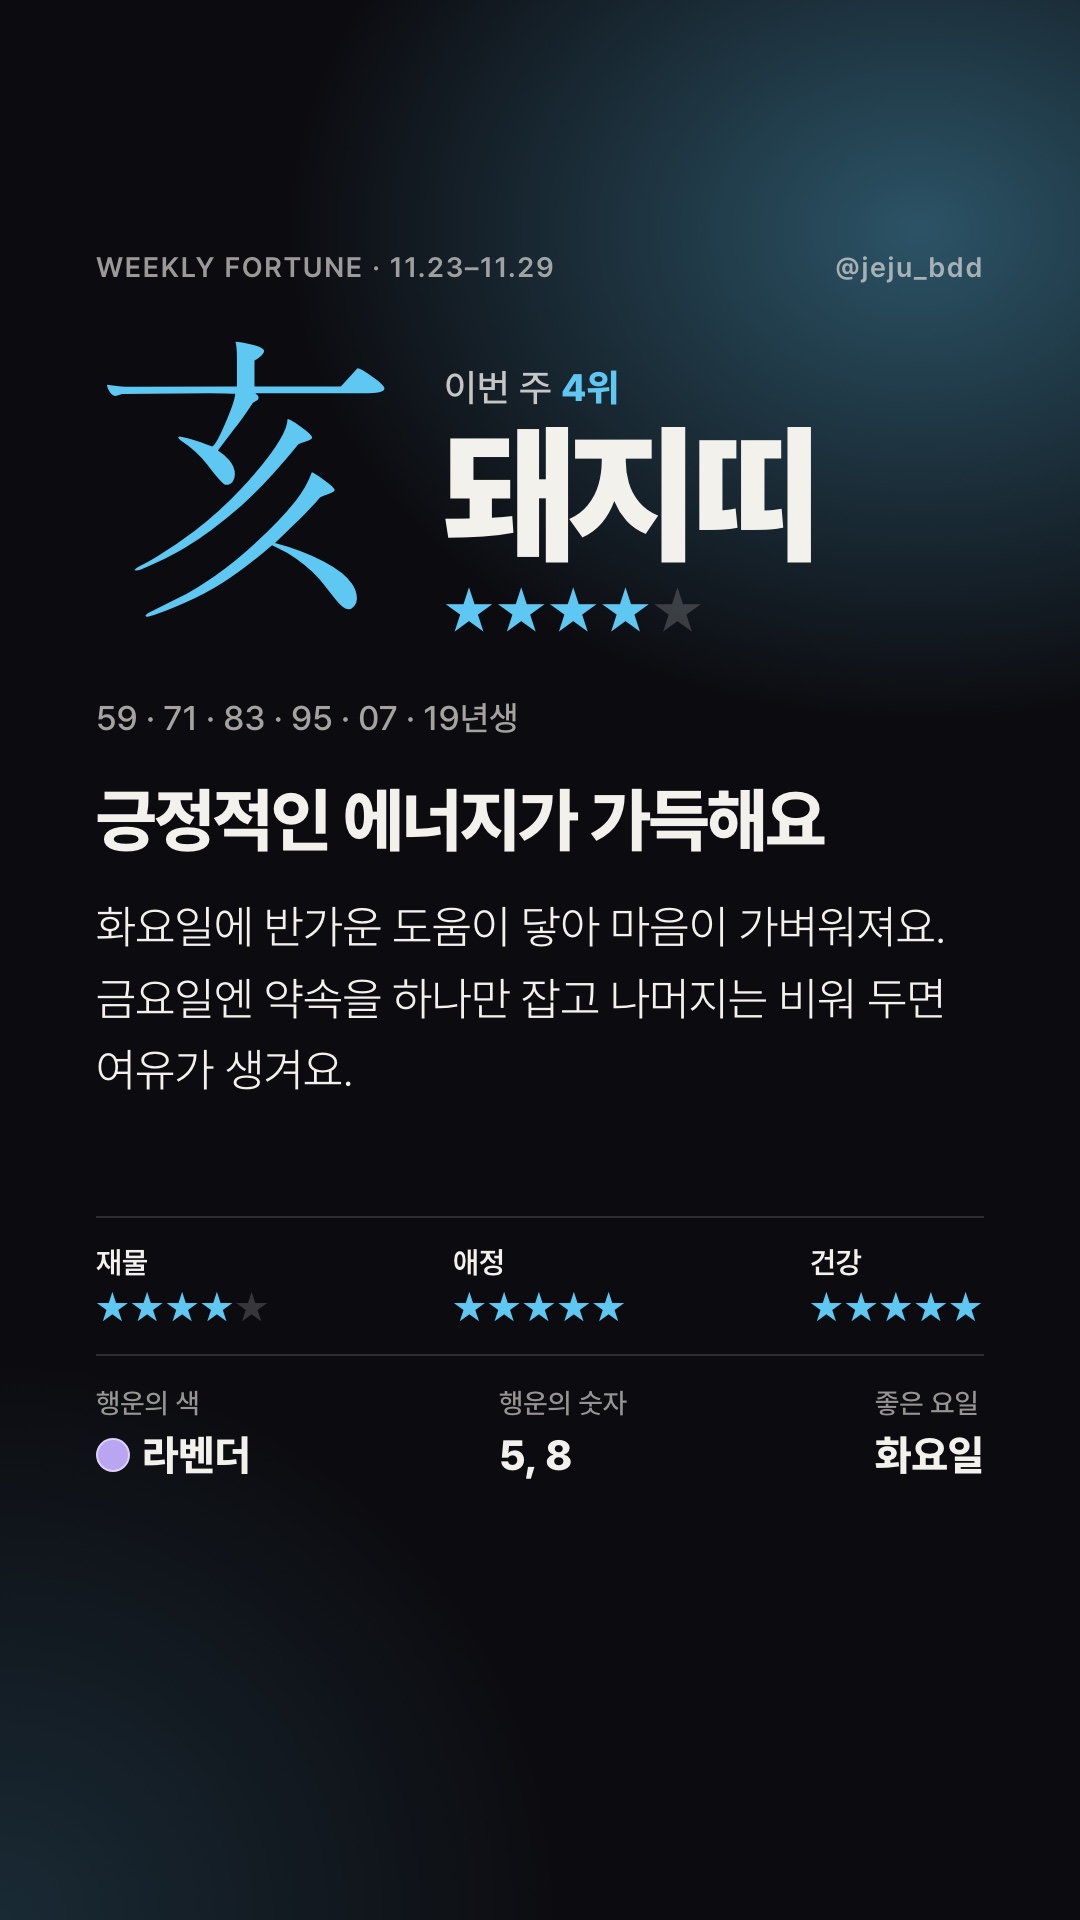 WEEKLY FORTUNE · 11.23–11.29
@jeju_bdd
亥
이번 주 4위
돼지띠
★★★★★
59 · 71 · 83 · 95 · 07 · 19년생
긍정적인 에너지가 가득해요
화요일에 반가운 도움이 닿아 마음이 가벼워져요.
금요일엔 약속을 하나만 잡고 나머지는 비워 두면
여유가 생겨요.
재물 애정 건강
★★★★★ ★★★★★ ★★★★★
행운의 색 행운의 숫자 좋은 요일
라벤더 5, 8 화요일